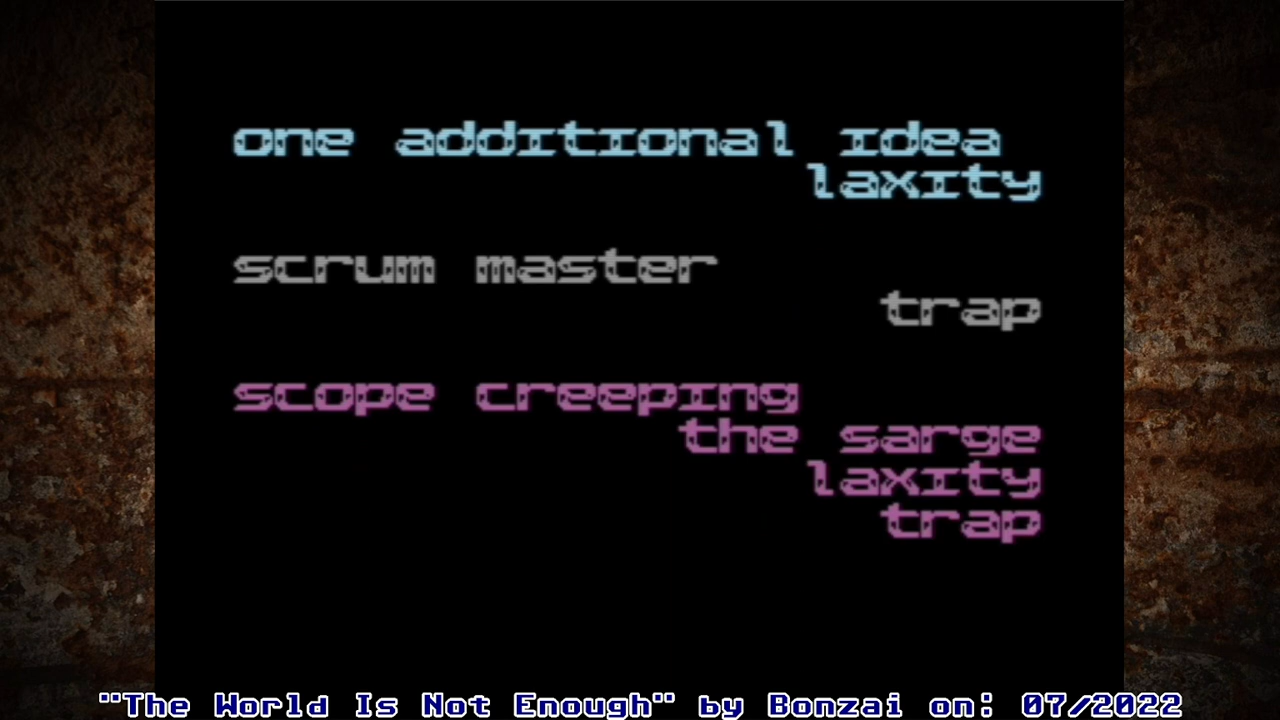 one additional idea
laxity
scrum master
trap
scope creeping
the sarge
laxity
trap
"The World Is Not Enough" by Bonzai on: 07/2022